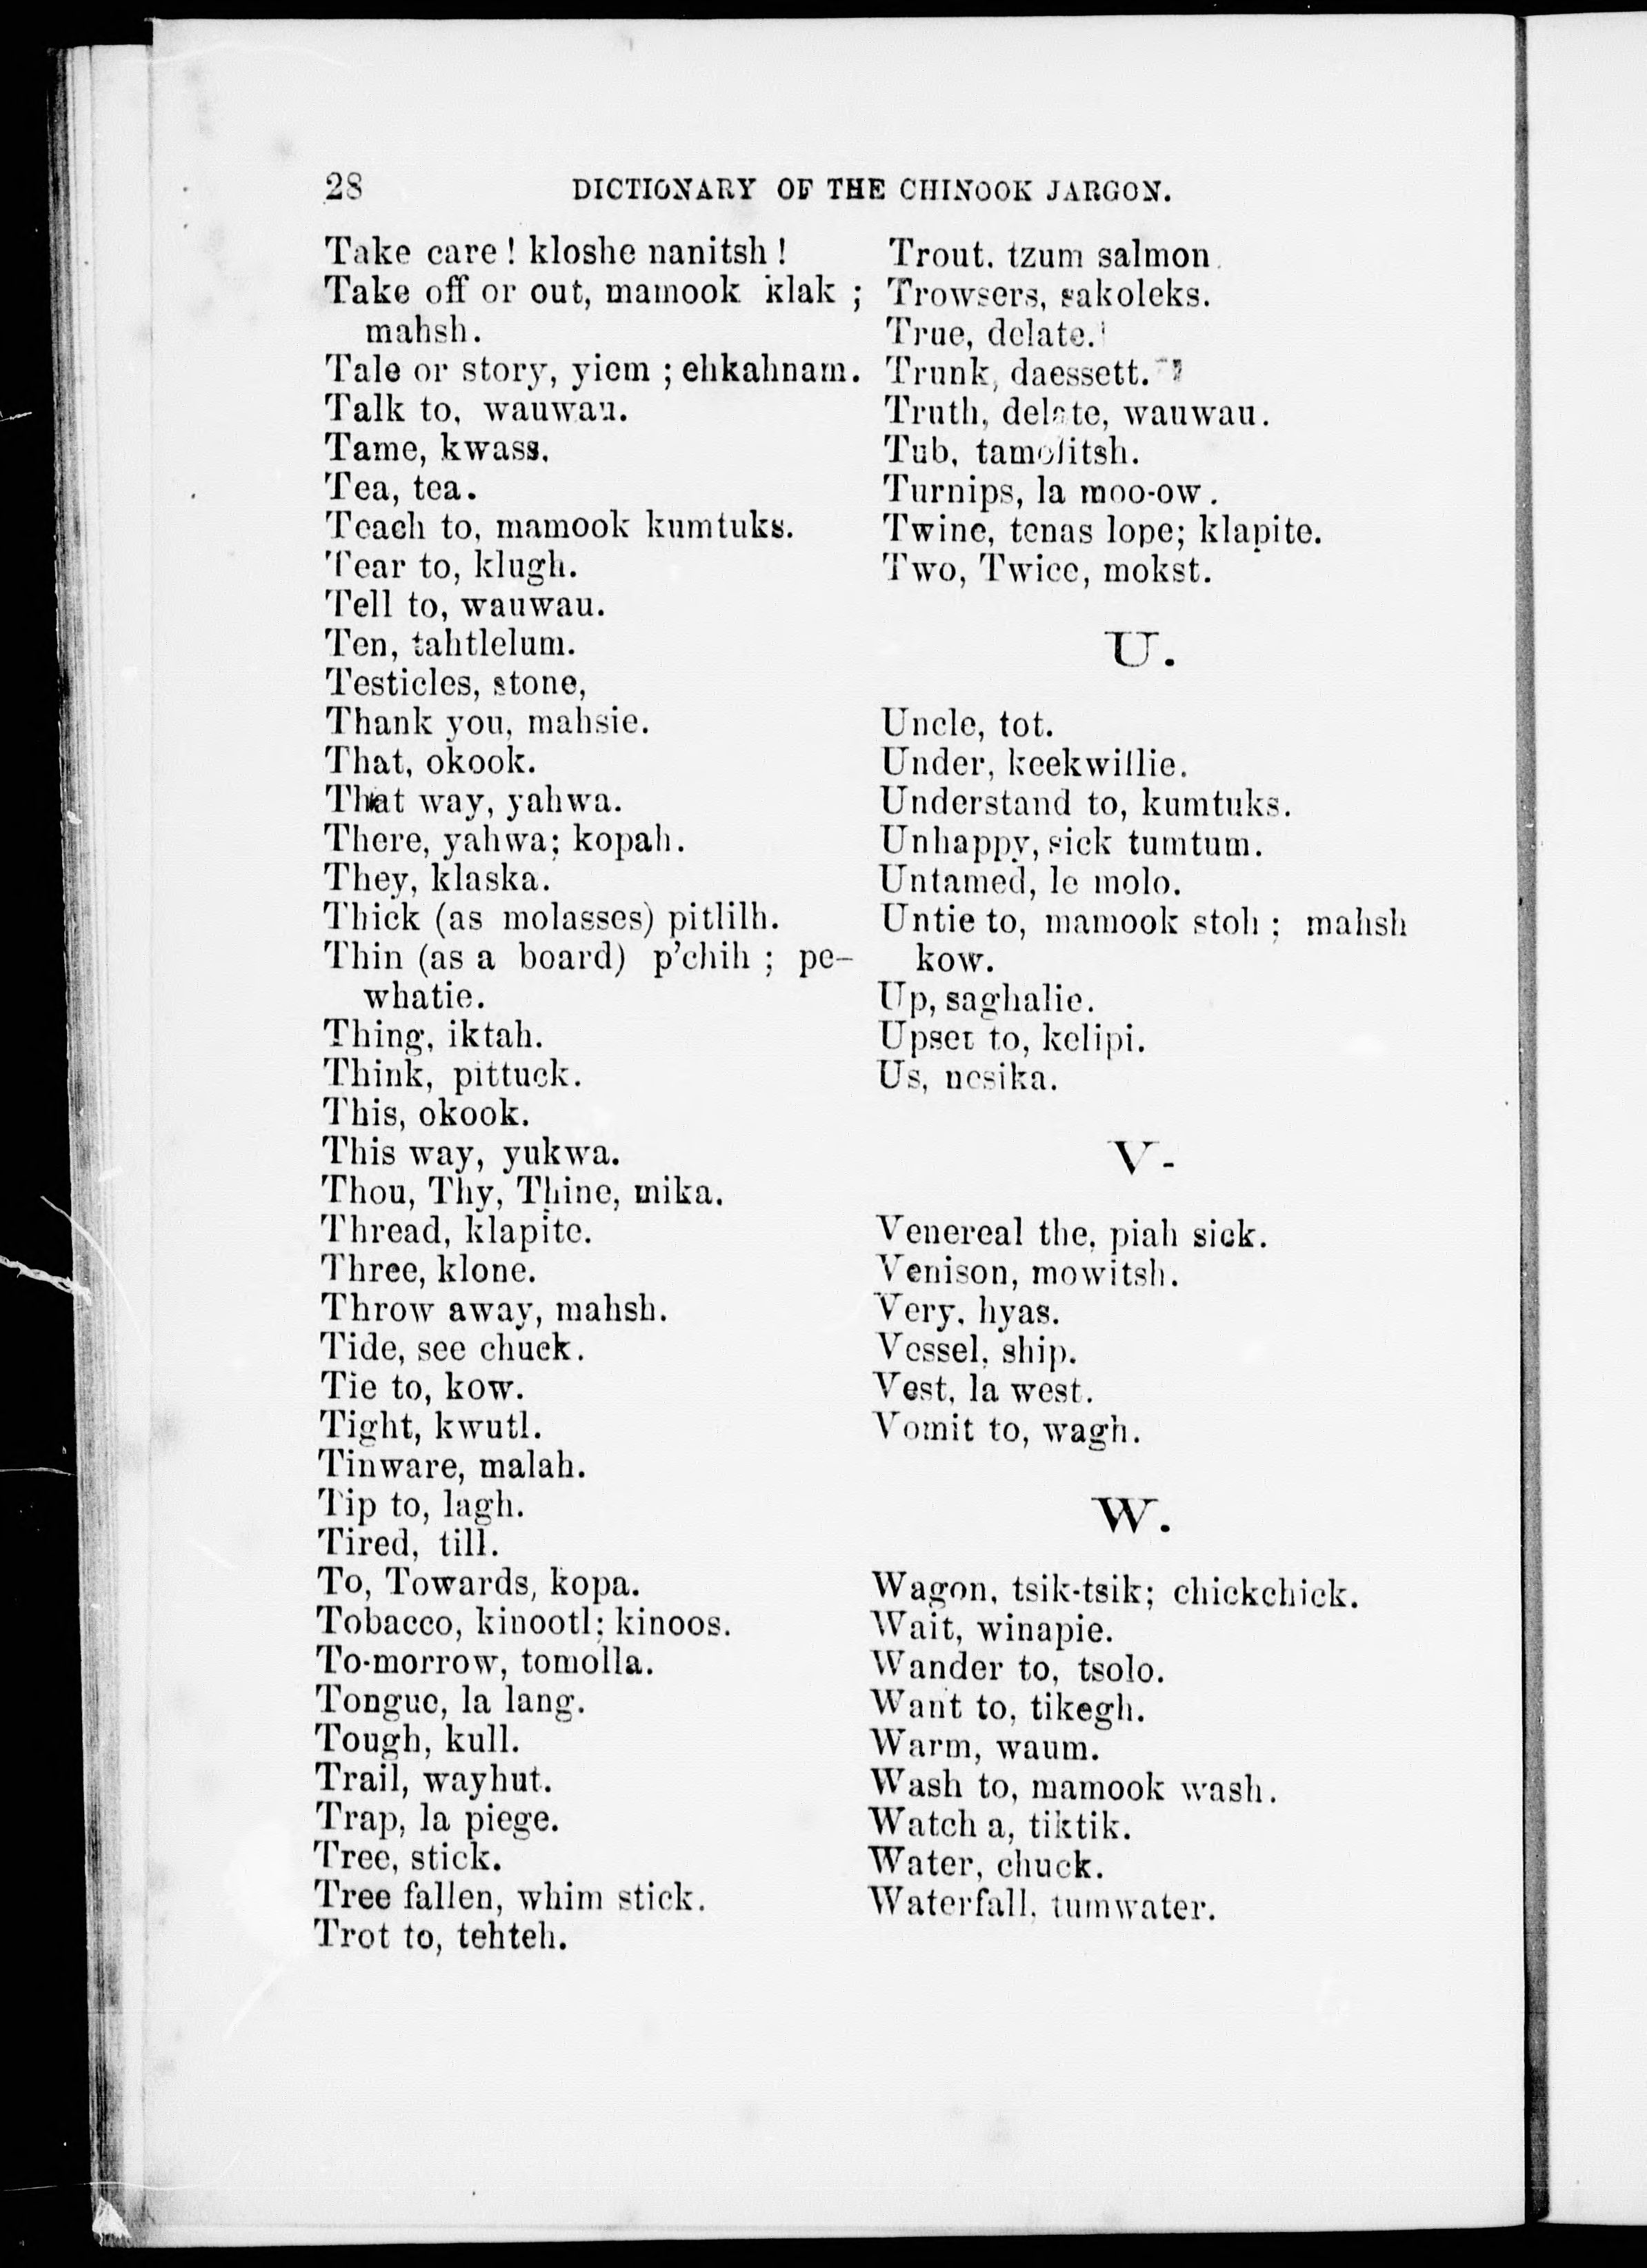 28 DICTIONARY OF THE CHINOOK JARGON.
Take care! kloshe nanitsh!
Take off or out, mamook klak;
mahsh.
Tale or story, yiem; ehkahnam.
Talk to, wauwau.
Tame, kwass.
Tea, tea.
Teach to, mamook kumtuks.
Tear to, klugh.
Tell to, wauwau.
Ten, tahtlelum.
Testicles, stone,
Thank you, mahsie.
That, okook.
That way, yahwa.
There, yahwa; kopah.
They, klaska.
Thick (as molasses) pitlilh.
Thin (as a board) p'chih; pe-
whatie.
Thing, iktah.
Think, pittuck.
This, okook.
This way, yukwa.
Thou, Thy, Thine, mika.
Thread, klapite.
Three, klone.
Throw away, mahsh.
Tide, see chuck.
Tie to, kow.
Tight, kwutl.
Tinware, malah.
Tip to, lagh.
Tired, till.
To, Towards, kopa.
Tobacco, kinootl; kinoos.
To-morrow, tomolla.
Tongue, la lang.
Tough, kull.
Trail, wayhut.
Trap, la piege.
Tree, stick.
Tree fallen, whim stick.
Trot to, tehteh.
Trout, tzum salmon.
Trowsers, sakoleks.
True, delate.
Trunk, daessett.
Truth, delate, wauwau.
Tub, tamolitsh.
Turnips, la moo-ow.
Twine, tenas lope; klapite.
Two, Twice, mokst.
U.
Uncle, tot.
Under, keekwillie.
Understand to, kumtuks.
Unhappy, sick tumtum.
Untamed, le molo.
Untie to, mamook stoh; mahsh
kow.
Up, saghalie.
Upset to, kelipi.
Us, nesika.
V-
Venereal the, piah sick.
Venison, mowitsh.
Very, hyas.
Vessel, ship.
Vest, la west.
Vomit to, wagh.
W.
Wagon, tsik-tsik; chickchick.
Wait, winapie.
Wander to, tsolo.
Want to, tikegh.
Warm, waum.
Wash to, mamook wash.
Watch a, tiktik.
Water, chuck.
Waterfall, tumwater.